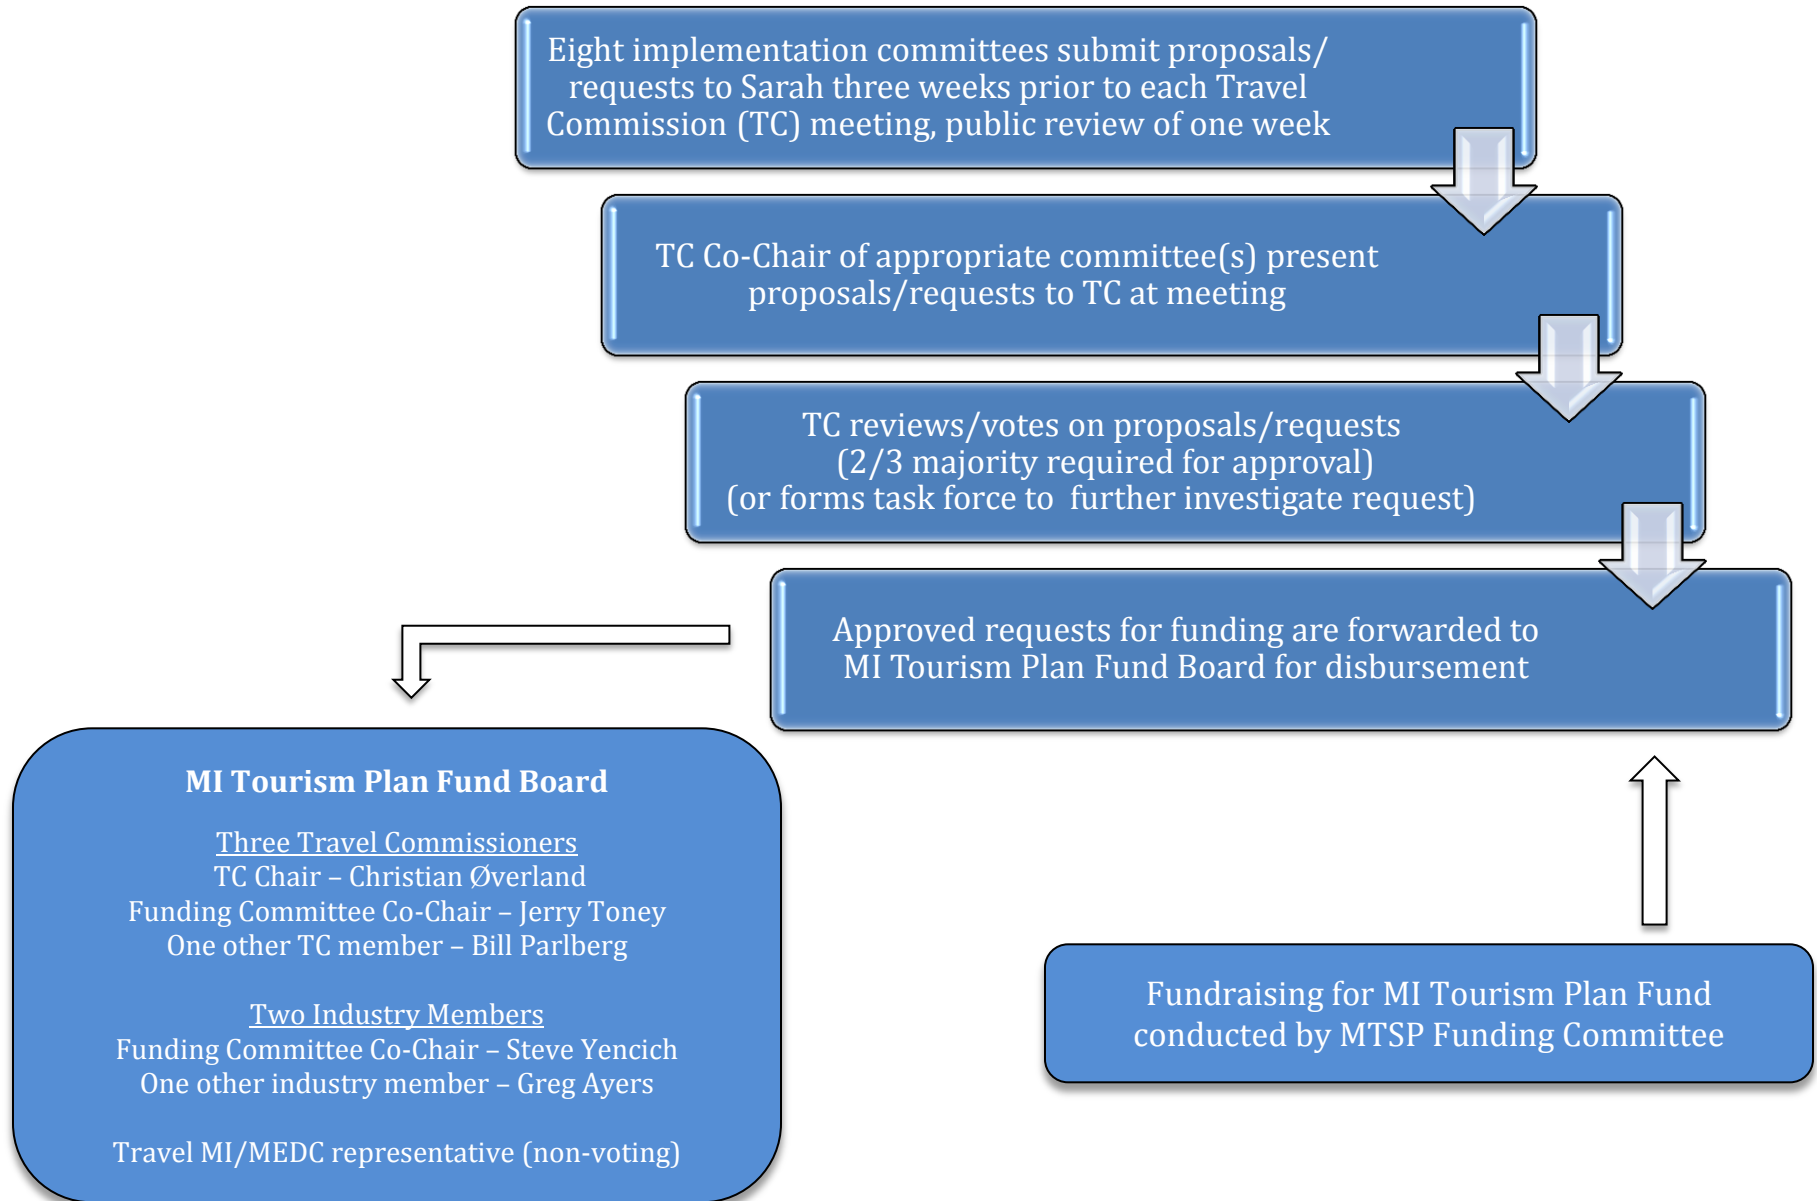 Eight implementation committees submit proposals/
requests to Sarah three weeks prior to each Travel
Commission (TC) meeting, public review of one week
TC Co-Chair of appropriate committee(s) present
proposals/requests to TC at meeting
TC reviews/votes on proposals/requests
(2/3 majority required for approval)
(or forms task force to further investigate request)
Approved requests for funding are forwarded to
MI Tourism Plan Fund Board for disbursement
MI Tourism Plan Fund Board
Three Travel Commissioners
TC Chair – Christian Øverland
Funding Committee Co-Chair – Jerry Toney
One other TC member – Bill Parlberg
Two Industry Members
Funding Committee Co-Chair – Steve Yencich
One other industry member – Greg Ayers
Travel MI/MEDC representative (non-voting)
Fundraising for MI Tourism Plan Fund
conducted by MTSP Funding Committee